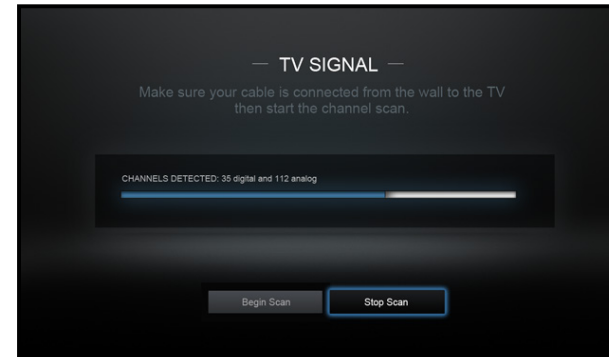 — TV SIGNAL —
Make sure your cable is connected from the wall to the TV
then start the channel scan.
CHANNELS DETECTED: 35 digital and 112 analog
Begin Scan
Stop Scan